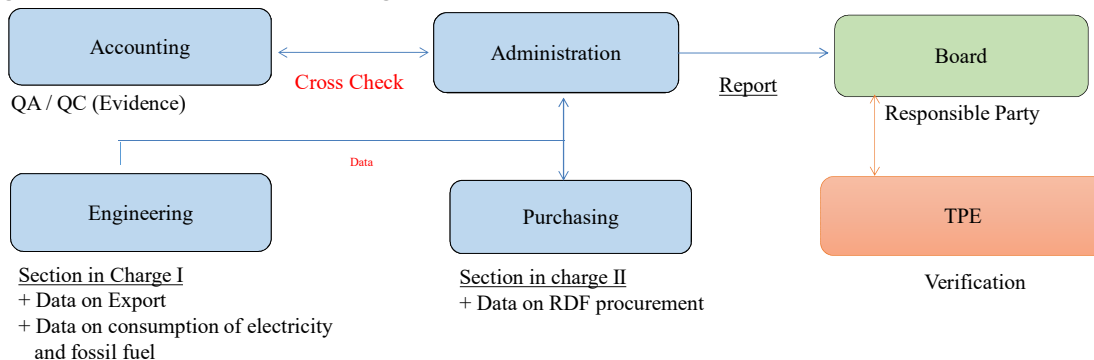 Accounting
Administration
Board
Cross Check
Report
QA / QC (Evidence)
Responsible Party
Data
Engineering
Purchasing
TPE
Section in Charge I
+ Data on Export
+ Data on consumption of electricity
and fossil fuel
Section in charge II
+ Data on RDF procurement
Verification